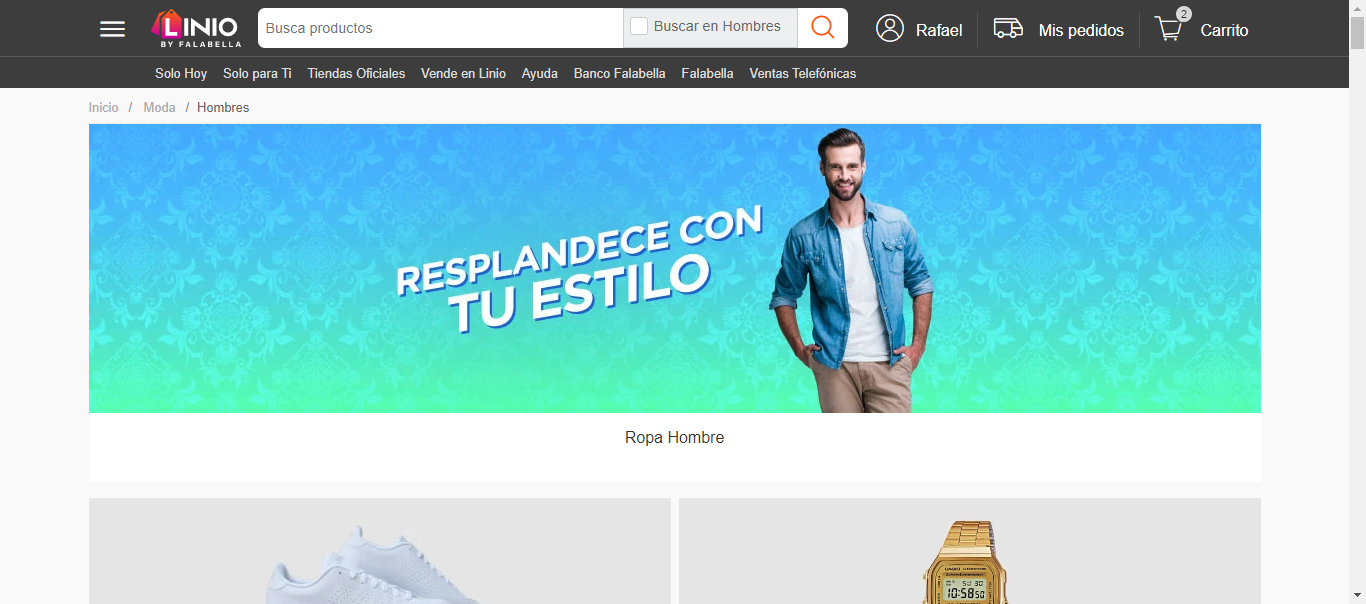 LINIO
BY FALABELLA
Busca productos
Buscar en Hombres
Rafael
Mis pedidos
2
Carrito
Solo Hoy Solo para Ti Tiendas Oficiales Vende en Linio Ayuda Banco Falabella Falabella Ventas Telefónicas
Inicio / Moda / Hombres
RESPLANDECE CON
TU ESTILO
Ropa Hombre
CASIO
10:58 50